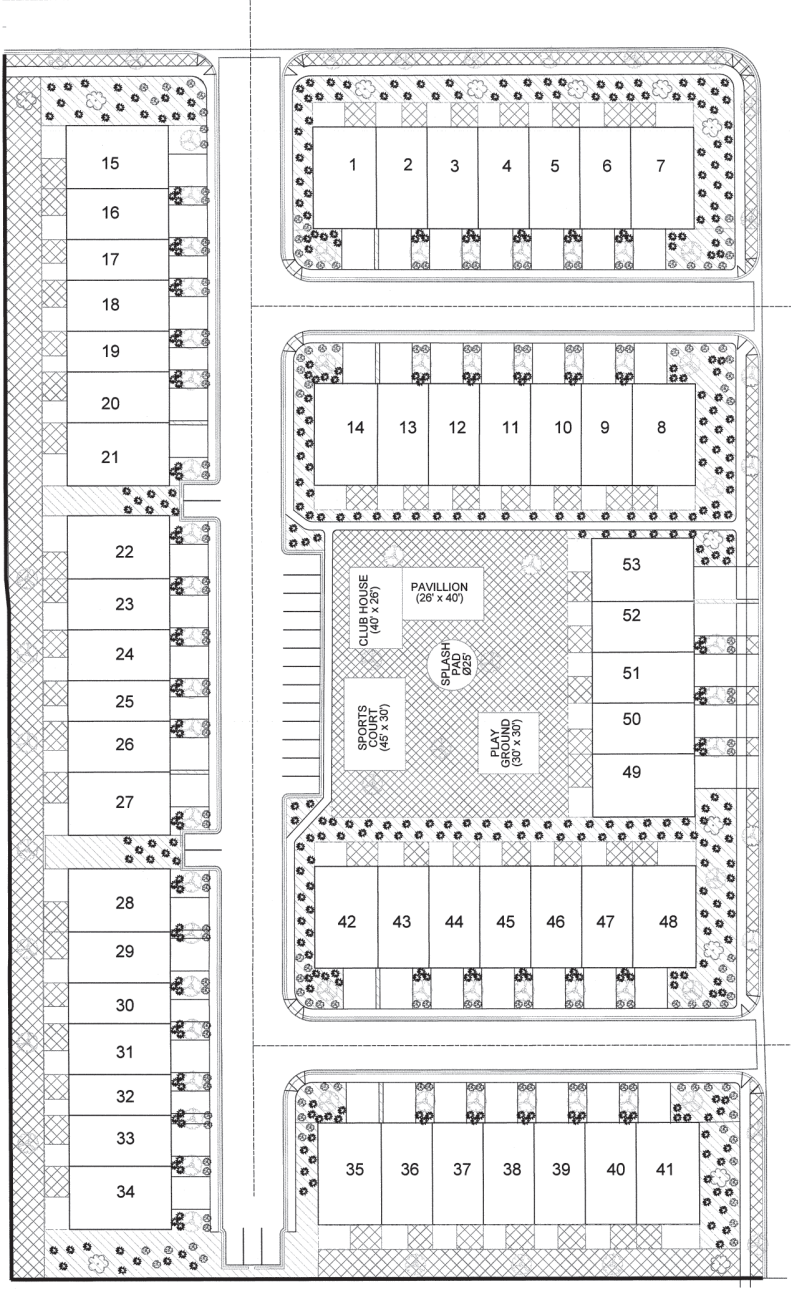 1 2 3 4 5 6 7
15
16
17
18
19
20
21
14 13 12 11 10 9 8
22
23
24
25
26
27
CLUB HOUSE
(40' x 26')
PAVILLION
(26' x 40')
SPLASH
PAD
Ø25'
SPORTS
COURT
(45' x 30')
PLAY
GROUND
(30' x 30')
53
52
51
50
49
28
29
30
31
32
33
34
42 43 44 45 46 47 48
35 36 37 38 39 40 41